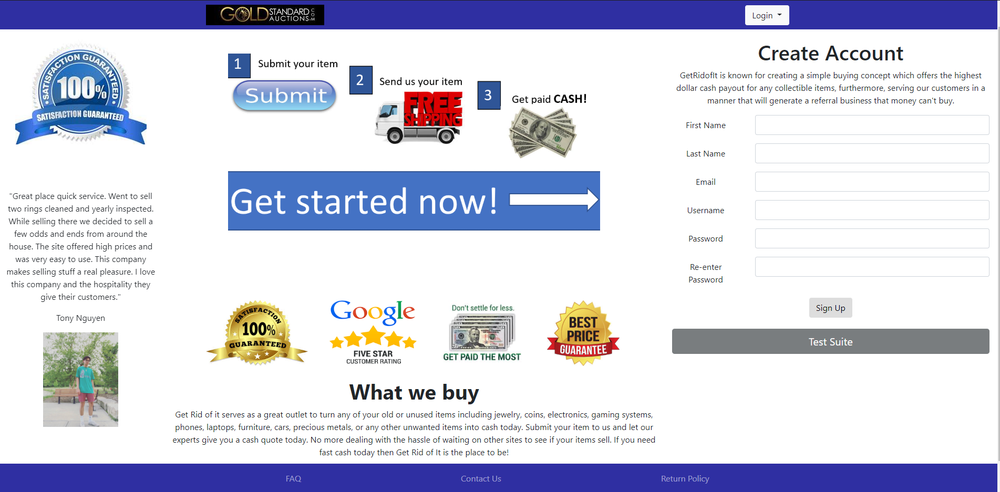 GOLD STANDARD AUCTIONS.COM
Login
SATISFACTION GUARANTEED
100%
SATISFACTION GUARANTEED
"Great place quick service. Went to sell
two rings cleaned and yearly inspected.
While selling there we decided to sell a
few odds and ends from around the
house. The site offered high prices and
was very easy to use. This company
makes selling stuff a real pleasure. I love
this company and the hospitality they
give their customers."
Tony Nguyen
1 Submit your item
Submit
2 Send us your item
FREE
SHIPPING
3 Get paid CASH!
Get started now!
SATISFACTION
100%
GUARANTEED
Google
FIVE STAR
CUSTOMER RATING
Don't settle for less.
GET PAID THE MOST
BEST
PRICE
GUARANTEE
What we buy
Get Rid of it serves as a great outlet to turn any of your old or unused items including jewelry, coins, electronics, gaming systems,
phones, laptops, furniture, cars, precious metals, or any other unwanted items into cash today. Submit your item to us and let our
experts give you a cash quote today. No more dealing with the hassle of waiting on other sites to see if your items sell. If you need
fast cash today then Get Rid of It is the place to be!
Create Account
GetRidofIt is known for creating a simple buying concept which offers the highest
dollar cash payout for any collectible items, furthermore, serving our customers in a
manner that will generate a referral business that money can't buy.
First Name
Last Name
Email
Username
Password
Re-enter
Password
Sign Up
Test Suite
FAQ
Contact Us
Return Policy